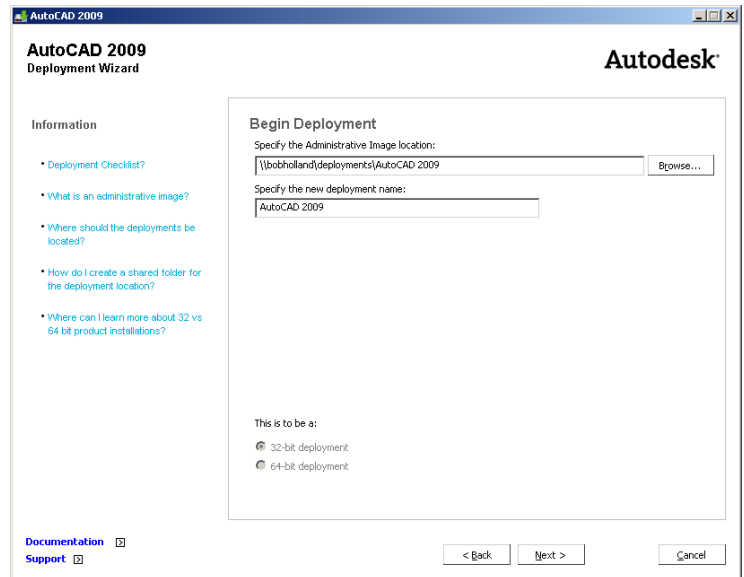 AutoCAD 2009
AutoCAD 2009
Deployment Wizard
Autodesk
Information
• Deployment Checklist?
• What is an administrative image?
• Where should the deployments be
located?
• How do I create a shared folder for
the deployment location?
• Where can I learn more about 32 vs
64 bit product installations?
Begin Deployment
Specify the Administrative Image location:
\\bobholland\deployments\AutoCAD 2009
Browse...
Specify the new deployment name:
AutoCAD 2009
This is to be a:
32-bit deployment
64-bit deployment
Documentation
Support
< Back
Next >
Cancel